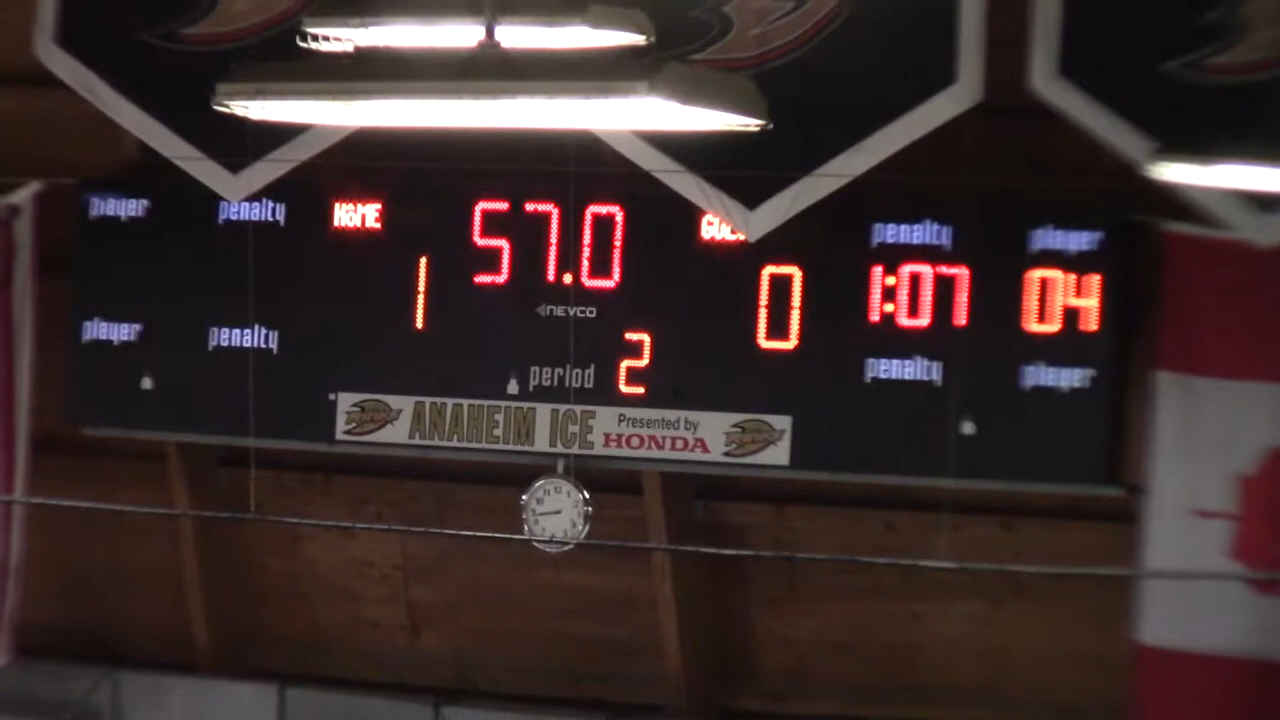 player penalty HOME 57.0 penalty player
1 0 1:07 04
NEVCO
player penalty period 2 penalty player
ANAHEIM ICE Presented by HONDA